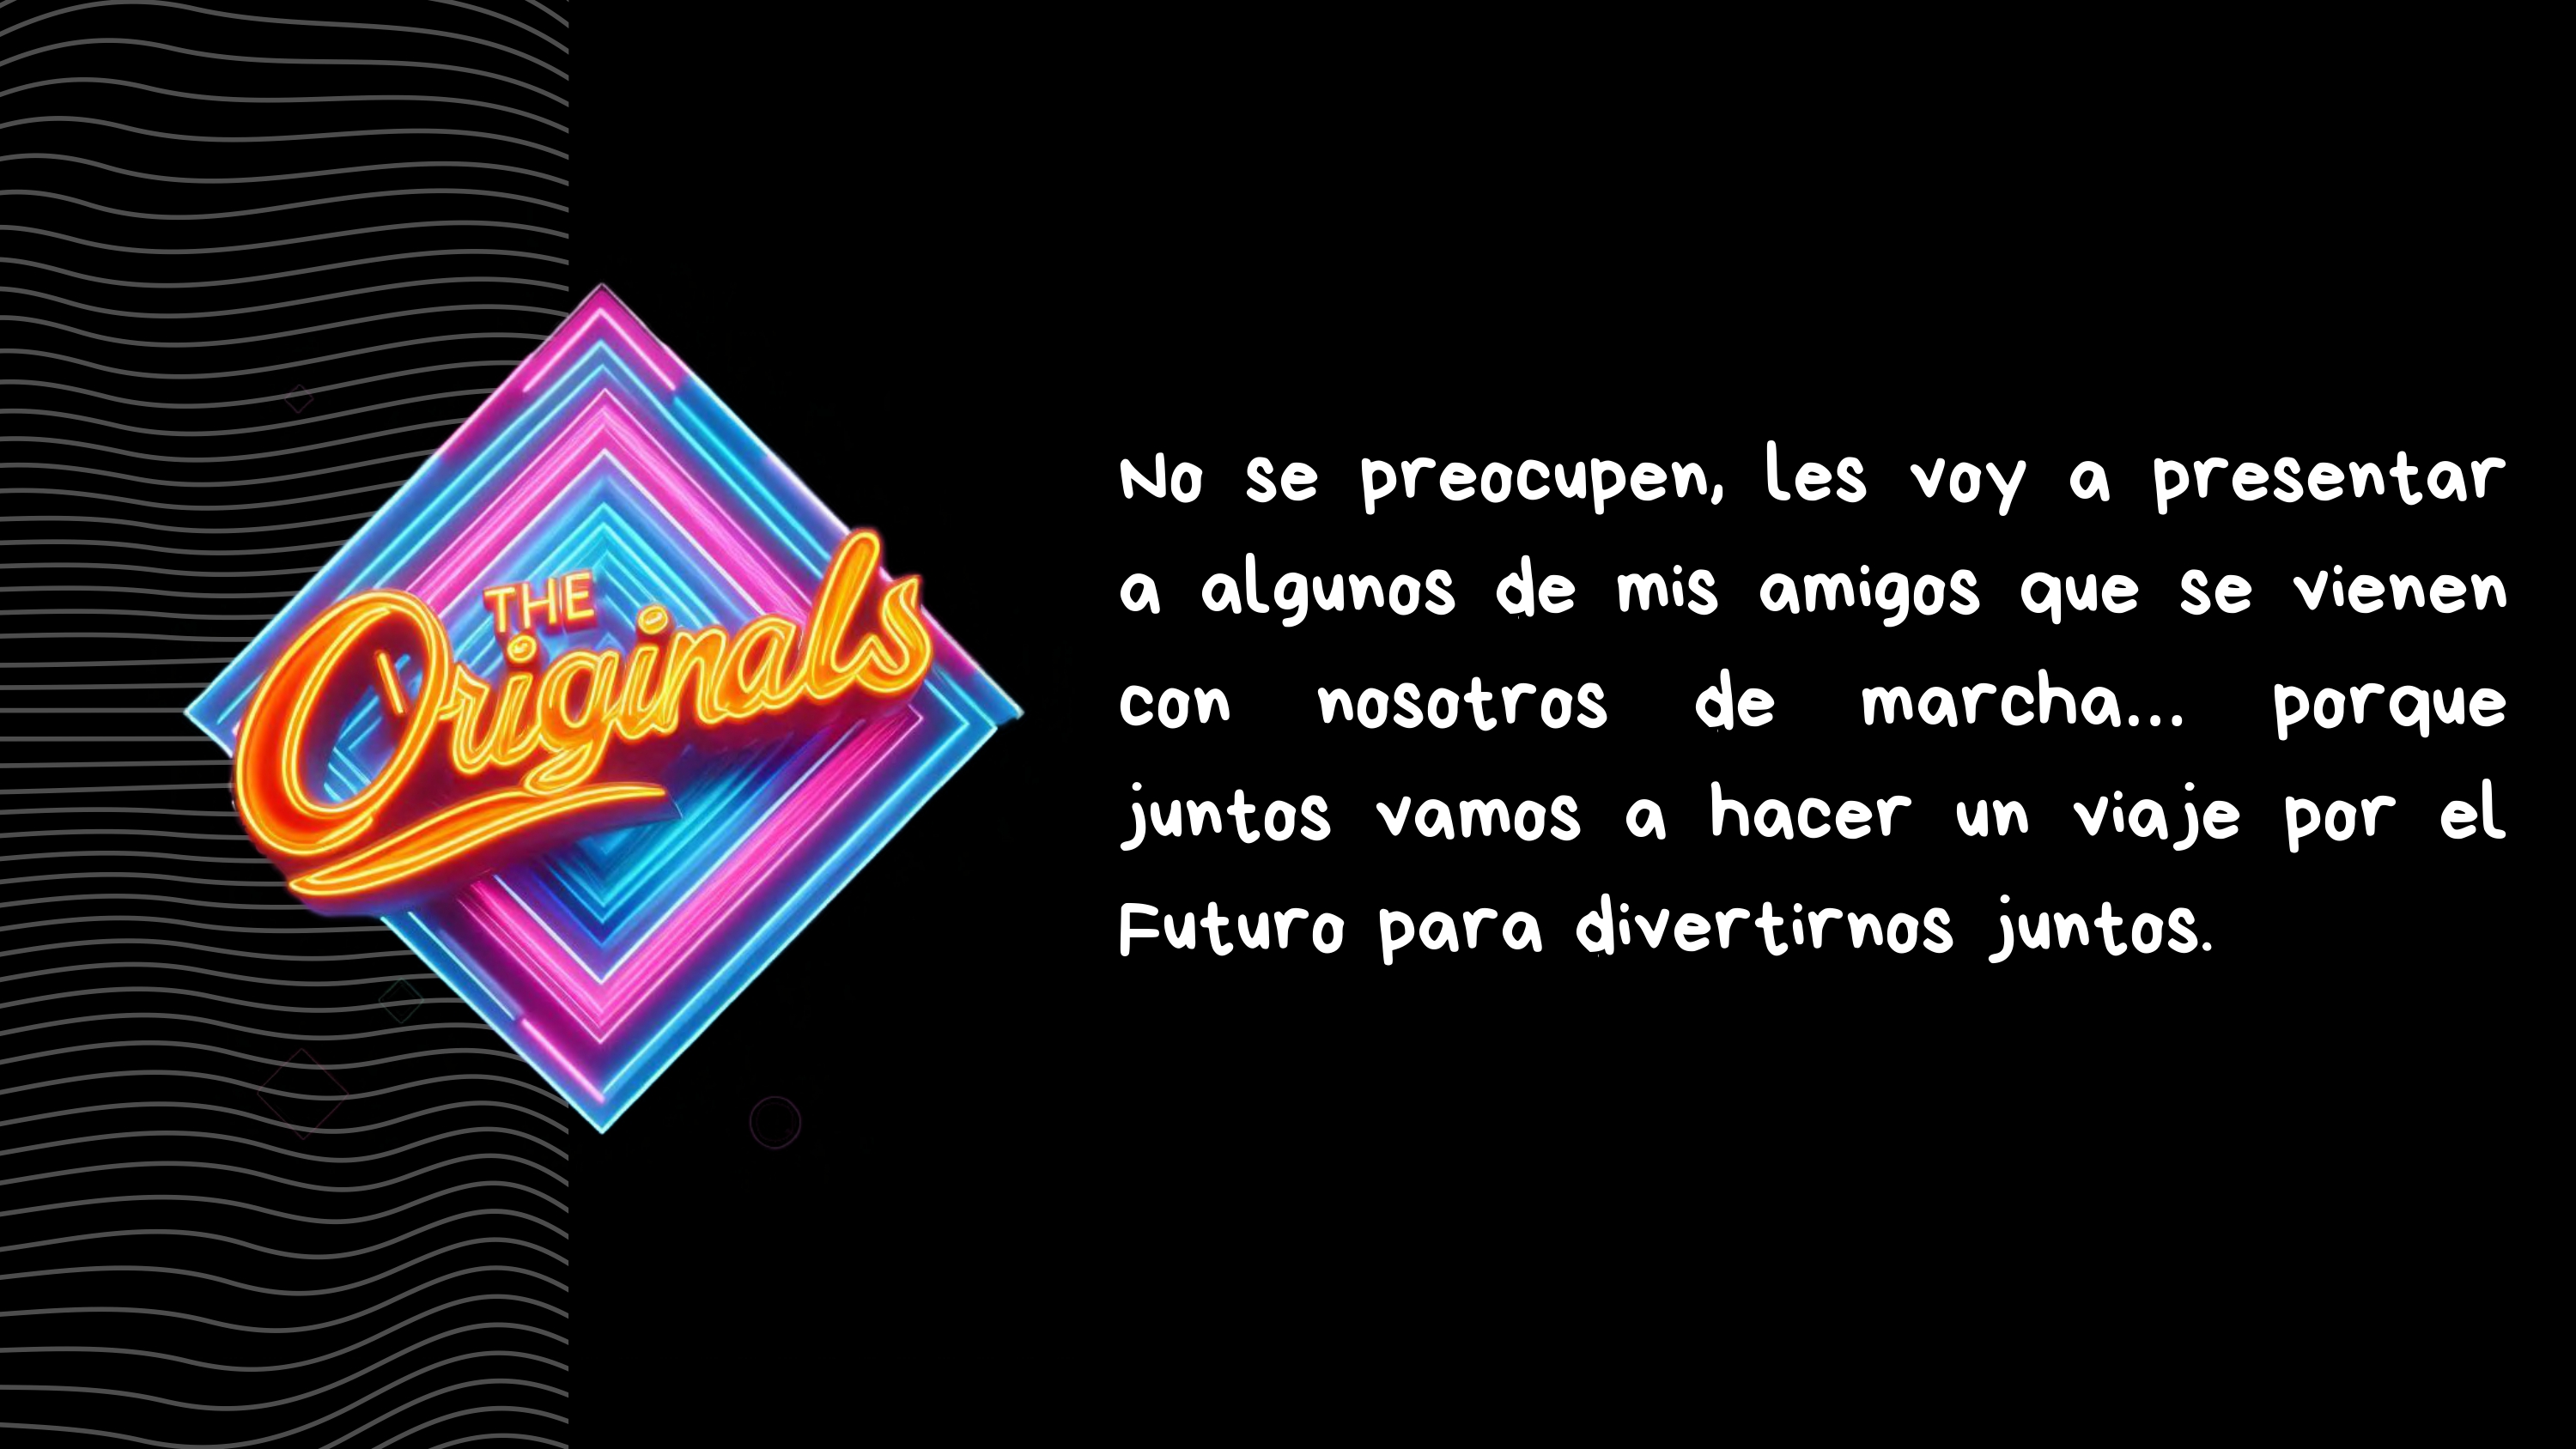 THE
Originals
No se preocupen, les voy a presentar
a algunos de mis amigos que se vienen
con nosotros de marcha... porque
juntos vamos a hacer un viaje por el
Futuro para divertirnos juntos.